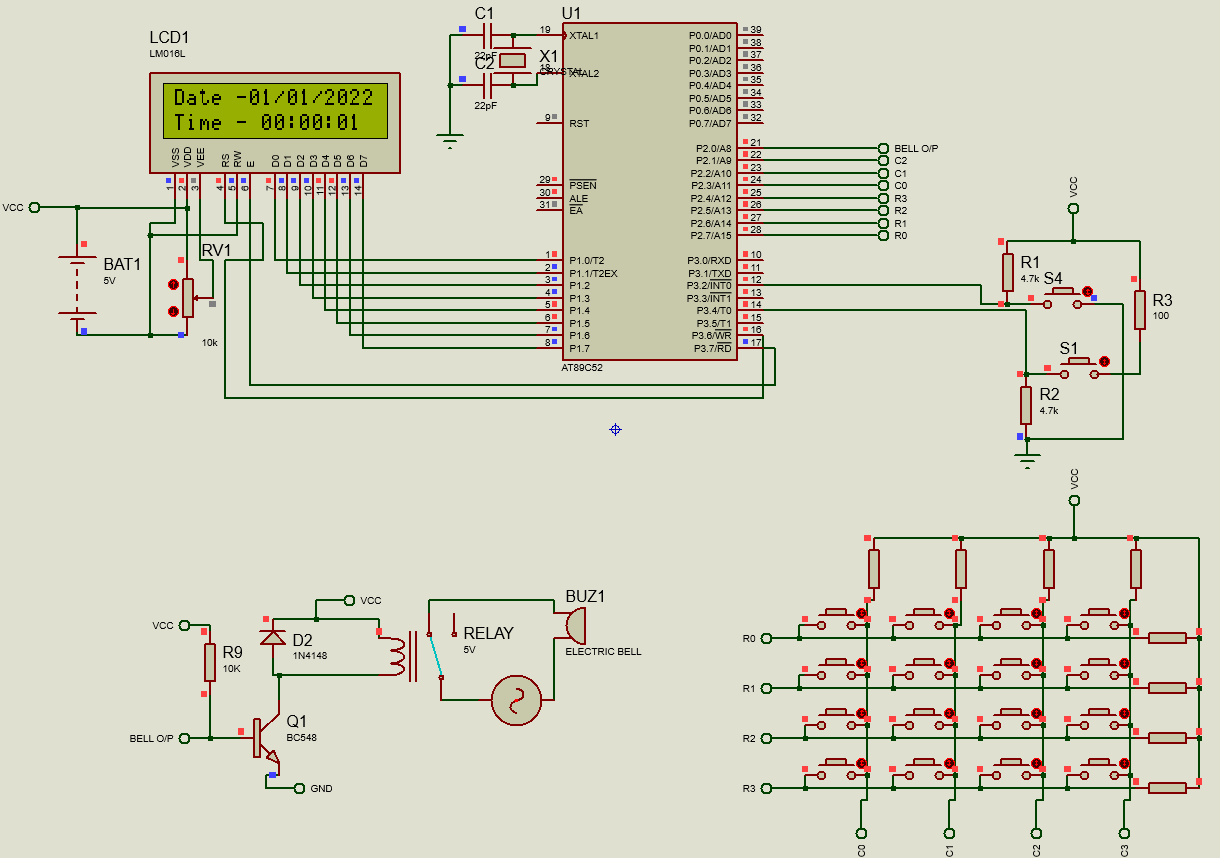 LCD1
LM016L
Date -01/01/2022
Time - 00:00:01
VSS
VDD
VEE
RS
RW
E
D0
D1
D2
D3
D4
D5
D6
D7
1
2
3
4
5
6
7
8
9
10
11
12
13
14
VCC
BAT1
5V
RV1
10k
C1
22pF
C2
22pF
X1
CRYSTAL
U1
19
XTAL1
18
XTAL2
9
RST
29
PSEN
30
ALE
31
EA
1
P1.0/T2
2
P1.1/T2EX
3
P1.2
4
P1.3
5
P1.4
6
P1.5
7
P1.6
8
P1.7
AT89C52
P0.0/AD0
39
P0.1/AD1
38
P0.2/AD2
37
P0.3/AD3
36
P0.4/AD4
35
P0.5/AD5
34
P0.6/AD6
33
P0.7/AD7
32
P2.0/A8
21
BELL O/P
P2.1/A9
22
C2
P2.2/A10
23
C1
P2.3/A11
24
C0
P2.4/A12
25
R3
P2.5/A13
26
R2
P2.6/A14
27
R1
P2.7/A15
28
R0
P3.0/RXD
10
P3.1/TXD
11
P3.2/INT0
12
P3.3/INT1
13
P3.4/T0
14
P3.5/T1
15
P3.6/WR
16
P3.7/RD
17
VCC
R1
4.7k
S4
R3
100
S1
R2
4.7k
VCC
VCC
R9
10K
D2
1N4148
VCC
RELAY
5V
BUZ1
ELECTRIC BELL
Q1
BC548
BELL O/P
GND
R0
R1
R2
R3
C0
C1
C2
C3